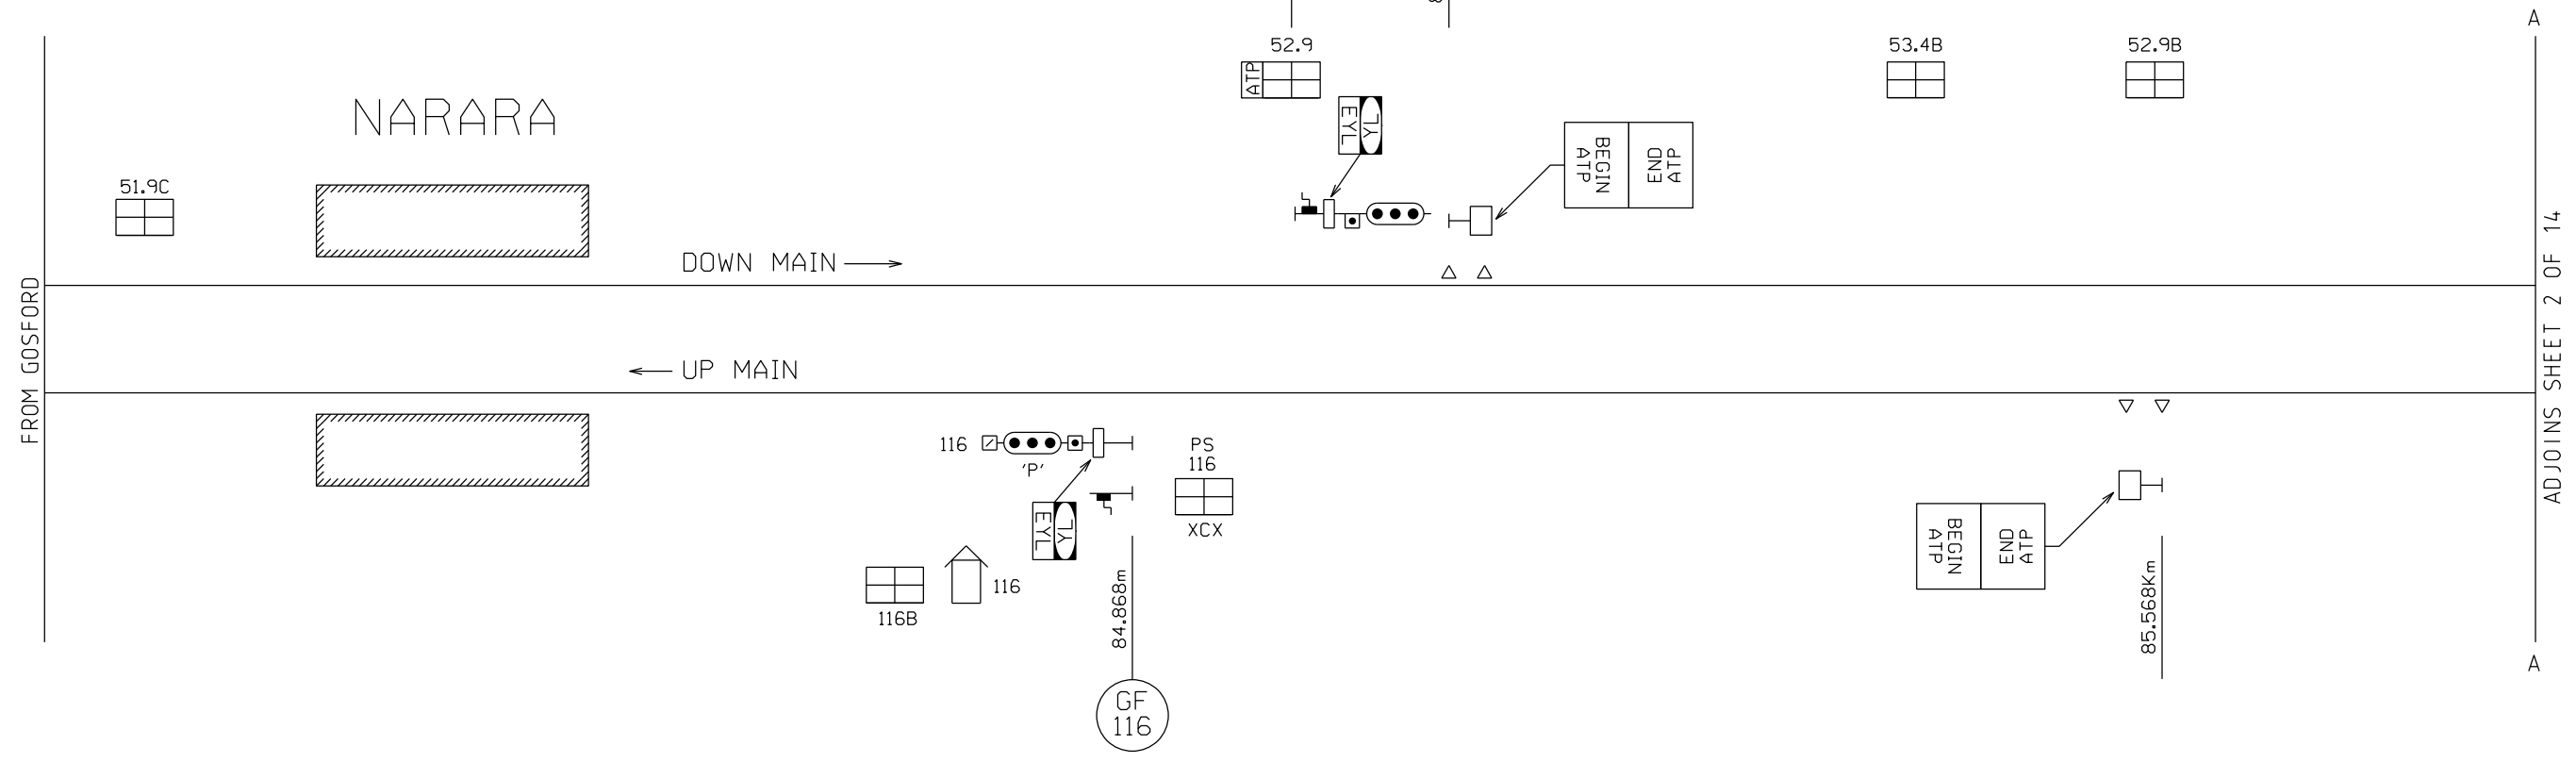 A
52.9
53.4B
52.9B
ATP
NARARA
YL
EYL
BEGIN
ATP
END
ATP
51.9C
DOWN MAIN
FROM GOSFORD
ADJOINS SHEET 2 OF 14
UP MAIN
116
'P'
PS
116
XCX
YL
EYL
BEGIN
ATP
END
ATP
116
116B
84.868m
85.568Km
A
GF
116